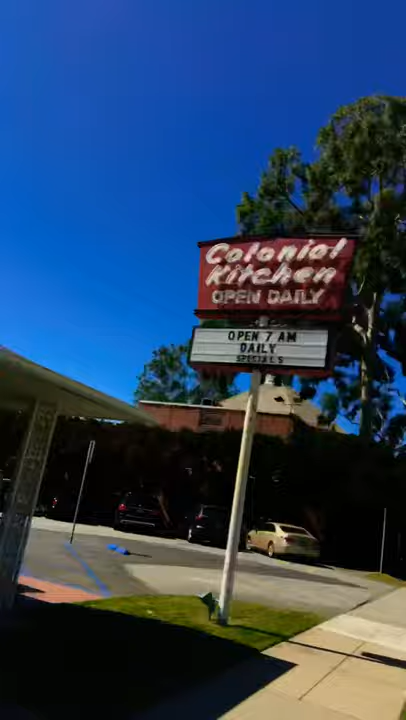 Colonial
Kitchen
OPEN DAILY
OPEN 7 AM
DAILY
SPECIALS